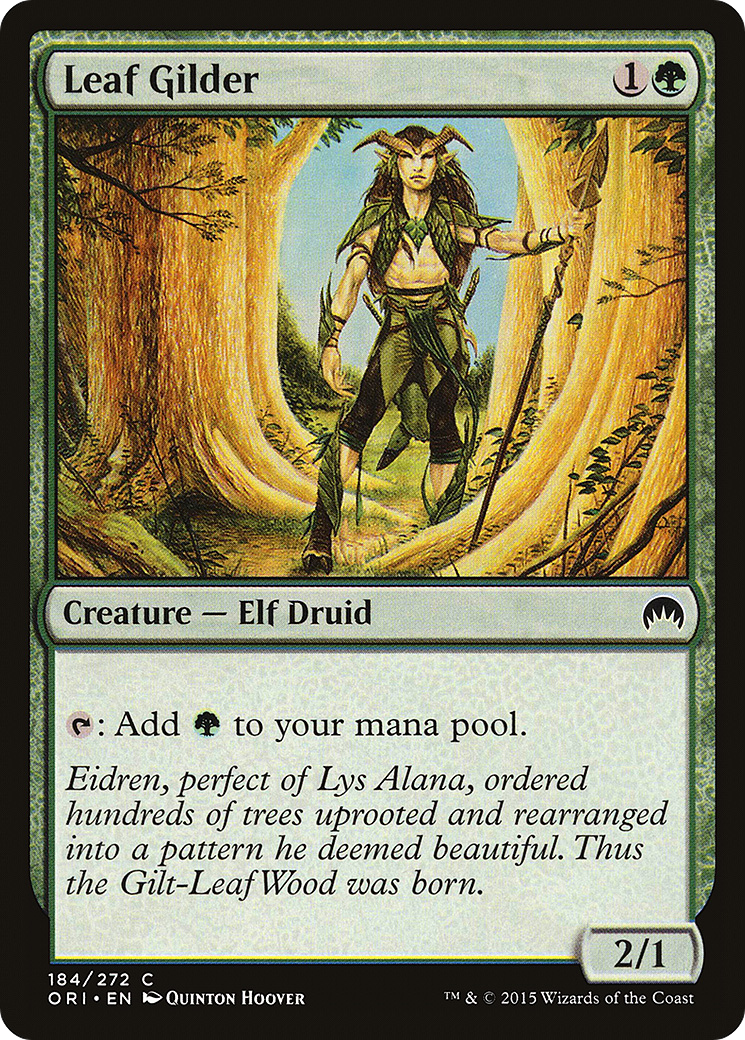 Leaf Gilder 1
Creature — Elf Druid
: Add to your mana pool.
Eidren, perfect of Lys Alana, ordered
hundreds of trees uprooted and rearranged
into a pattern he deemed beautiful. Thus
the Gilt-Leaf Wood was born.
2/1
184/272 C
ORI • EN Quinton Hoover
™ & © 2015 Wizards of the Coast